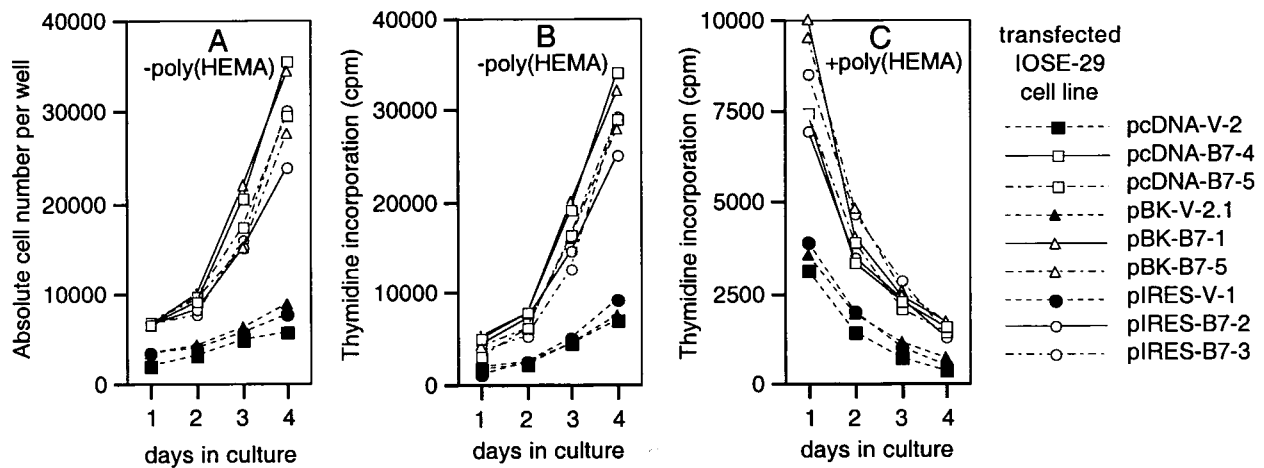 A
-poly(HEMA)
Absolute cell number per well
40000
30000
20000
10000
0
1 2 3 4
days in culture
B
-poly(HEMA)
Thymidine incorporation (cpm)
40000
30000
20000
10000
0
1 2 3 4
days in culture
C
+poly(HEMA)
Thymidine incorporation (cpm)
10000
7500
5000
2500
0
1 2 3 4
days in culture
transfected
IOSE-29
cell line
pcDNA-V-2
pcDNA-B7-4
pcDNA-B7-5
pBK-V-2.1
pBK-B7-1
pBK-B7-5
pIRES-V-1
pIRES-B7-2
pIRES-B7-3